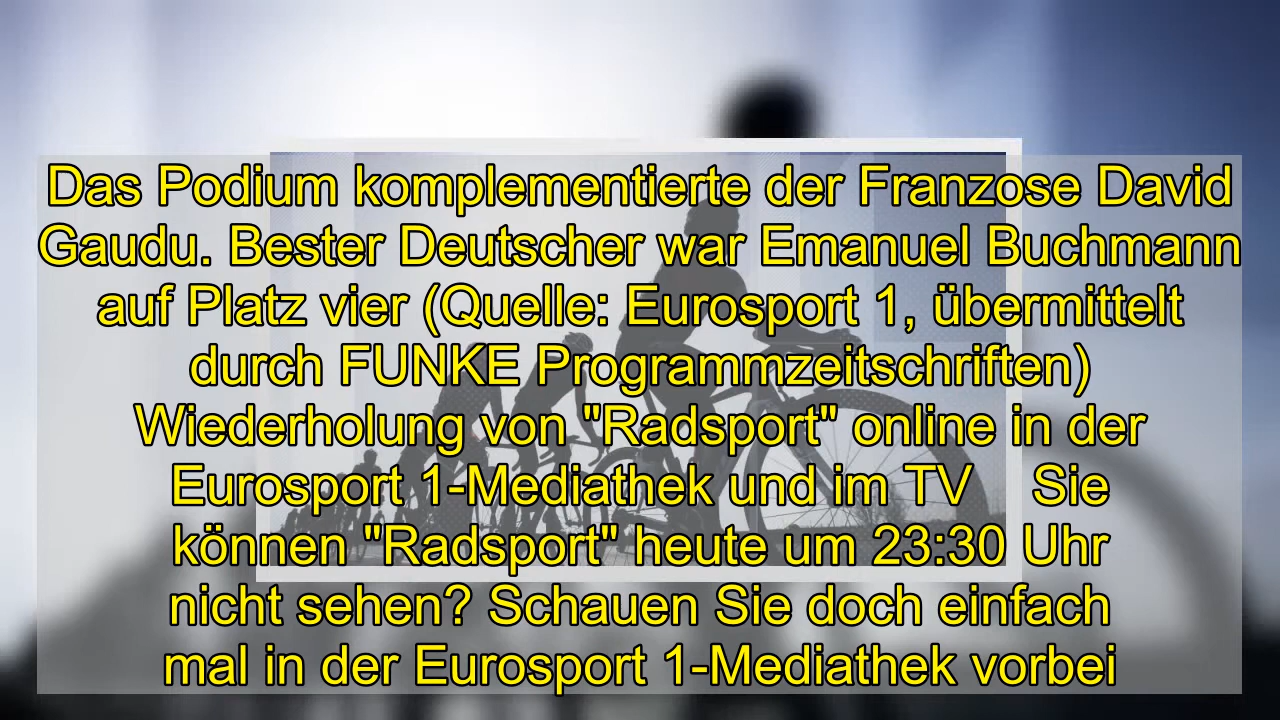 Das Podium komplementierte der Franzose David
Gaudu. Bester Deutscher war Emanuel Buchmann
auf Platz vier (Quelle: Eurosport 1, übermittelt
durch FUNKE Programmzeitschriften)
Wiederholung von "Radsport" online in der
Eurosport 1-Mediathek und im TV    Sie
können "Radsport" heute um 23:30 Uhr
nicht sehen? Schauen Sie doch einfach
mal in der Eurosport 1-Mediathek vorbei